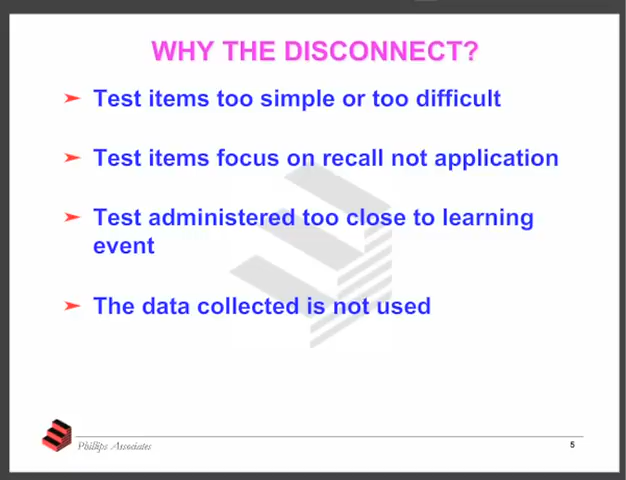 WHY THE DISCONNECT?
Test items too simple or too difficult
Test items focus on recall not application
Test administered too close to learning
event
The data collected is not used
Phillips Associates
5